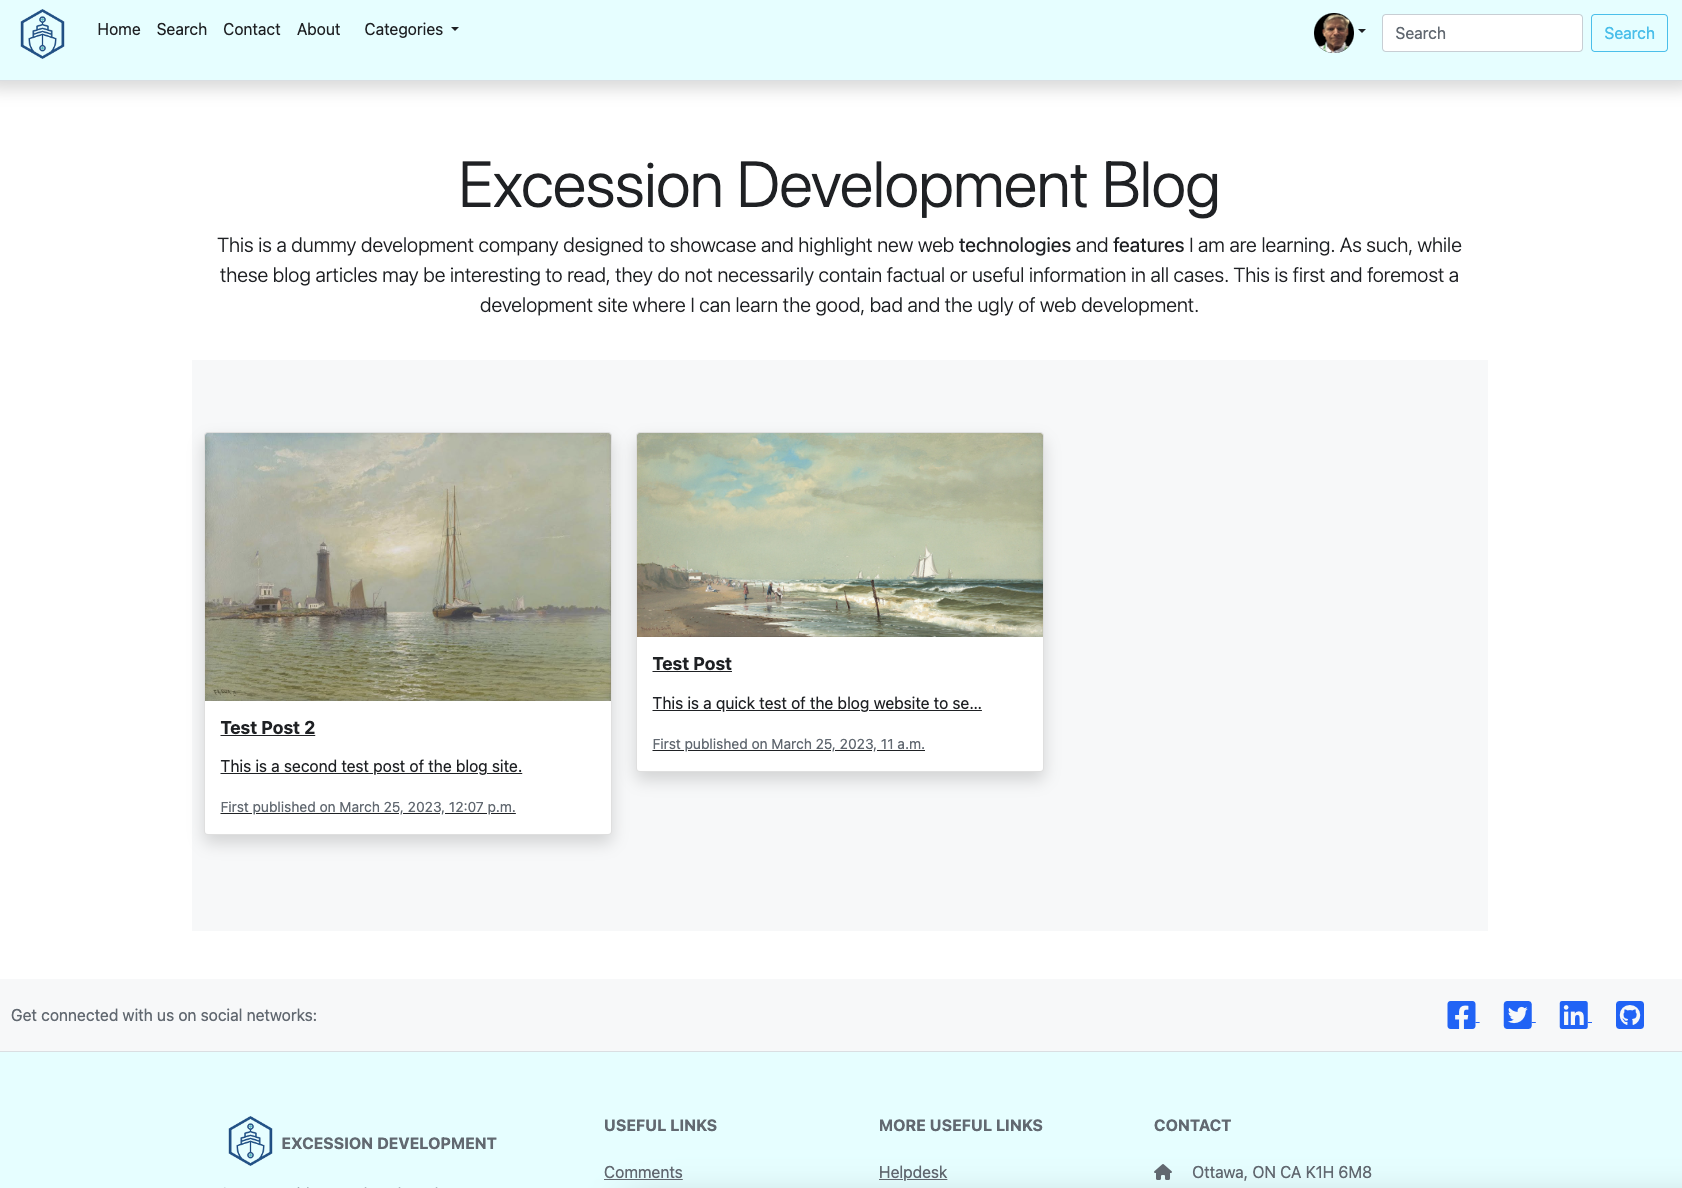 Home Search Contact About Categories
Search
Search
Excession Development Blog
This is a dummy development company designed to showcase and highlight new web technologies and features I am are learning. As such, while
these blog articles may be interesting to read, they do not necessarily contain factual or useful information in all cases. This is first and foremost a
development site where I can learn the good, bad and the ugly of web development.
Test Post 2
This is a second test post of the blog site.
First published on March 25, 2023, 12:07 p.m.
Test Post
This is a quick test of the blog website to se...
First published on March 25, 2023, 11 a.m.
Get connected with us on social networks:
EXCESSION DEVELOPMENT
USEFUL LINKS
Comments
MORE USEFUL LINKS
Helpdesk
CONTACT
Ottawa, ON CA K1H 6M8